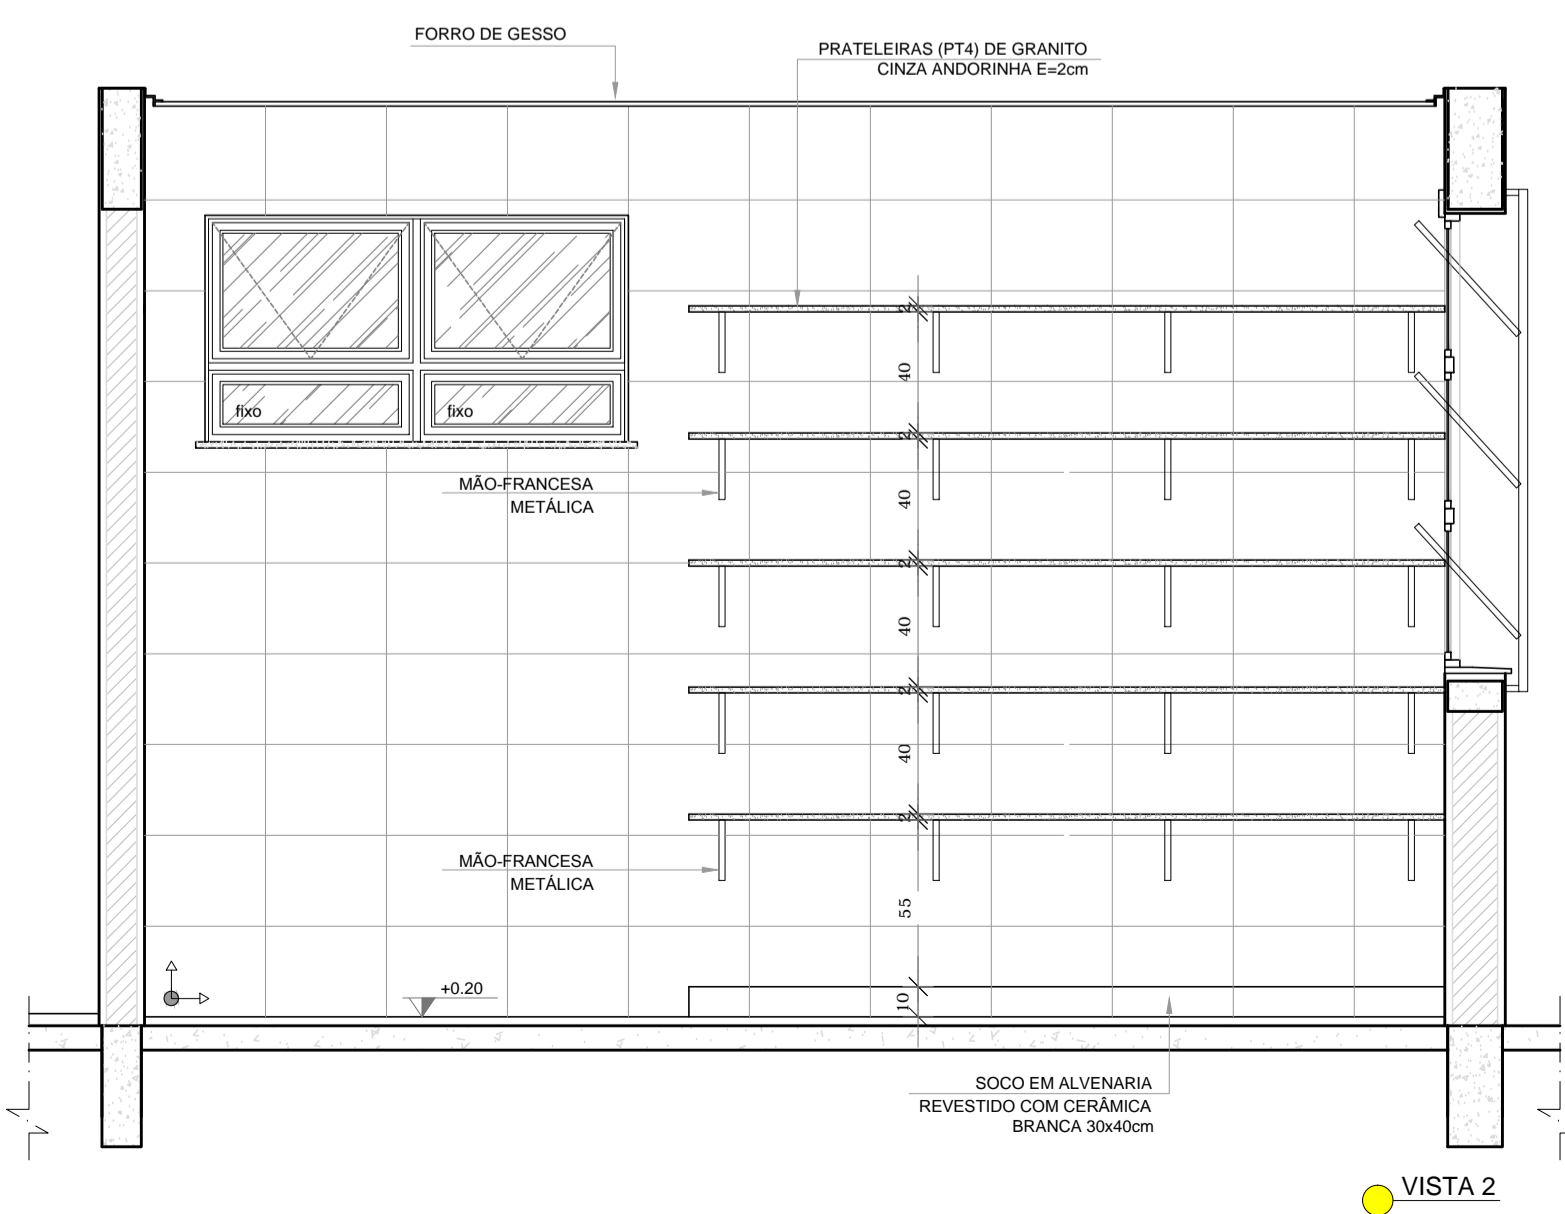 FORRO DE GESSO
PRATELEIRAS (PT4) DE GRANITO
CINZA ANDORINHA E=2cm
2
40
fixo
fixo
2
MÃO-FRANCESA
METÁLICA
40
2
40
2
40
2
MÃO-FRANCESA
METÁLICA
55
+0.20
10
SOCO EM ALVENARIA
REVESTIDO COM CERÂMICA
BRANCA 30x40cm
VISTA 2